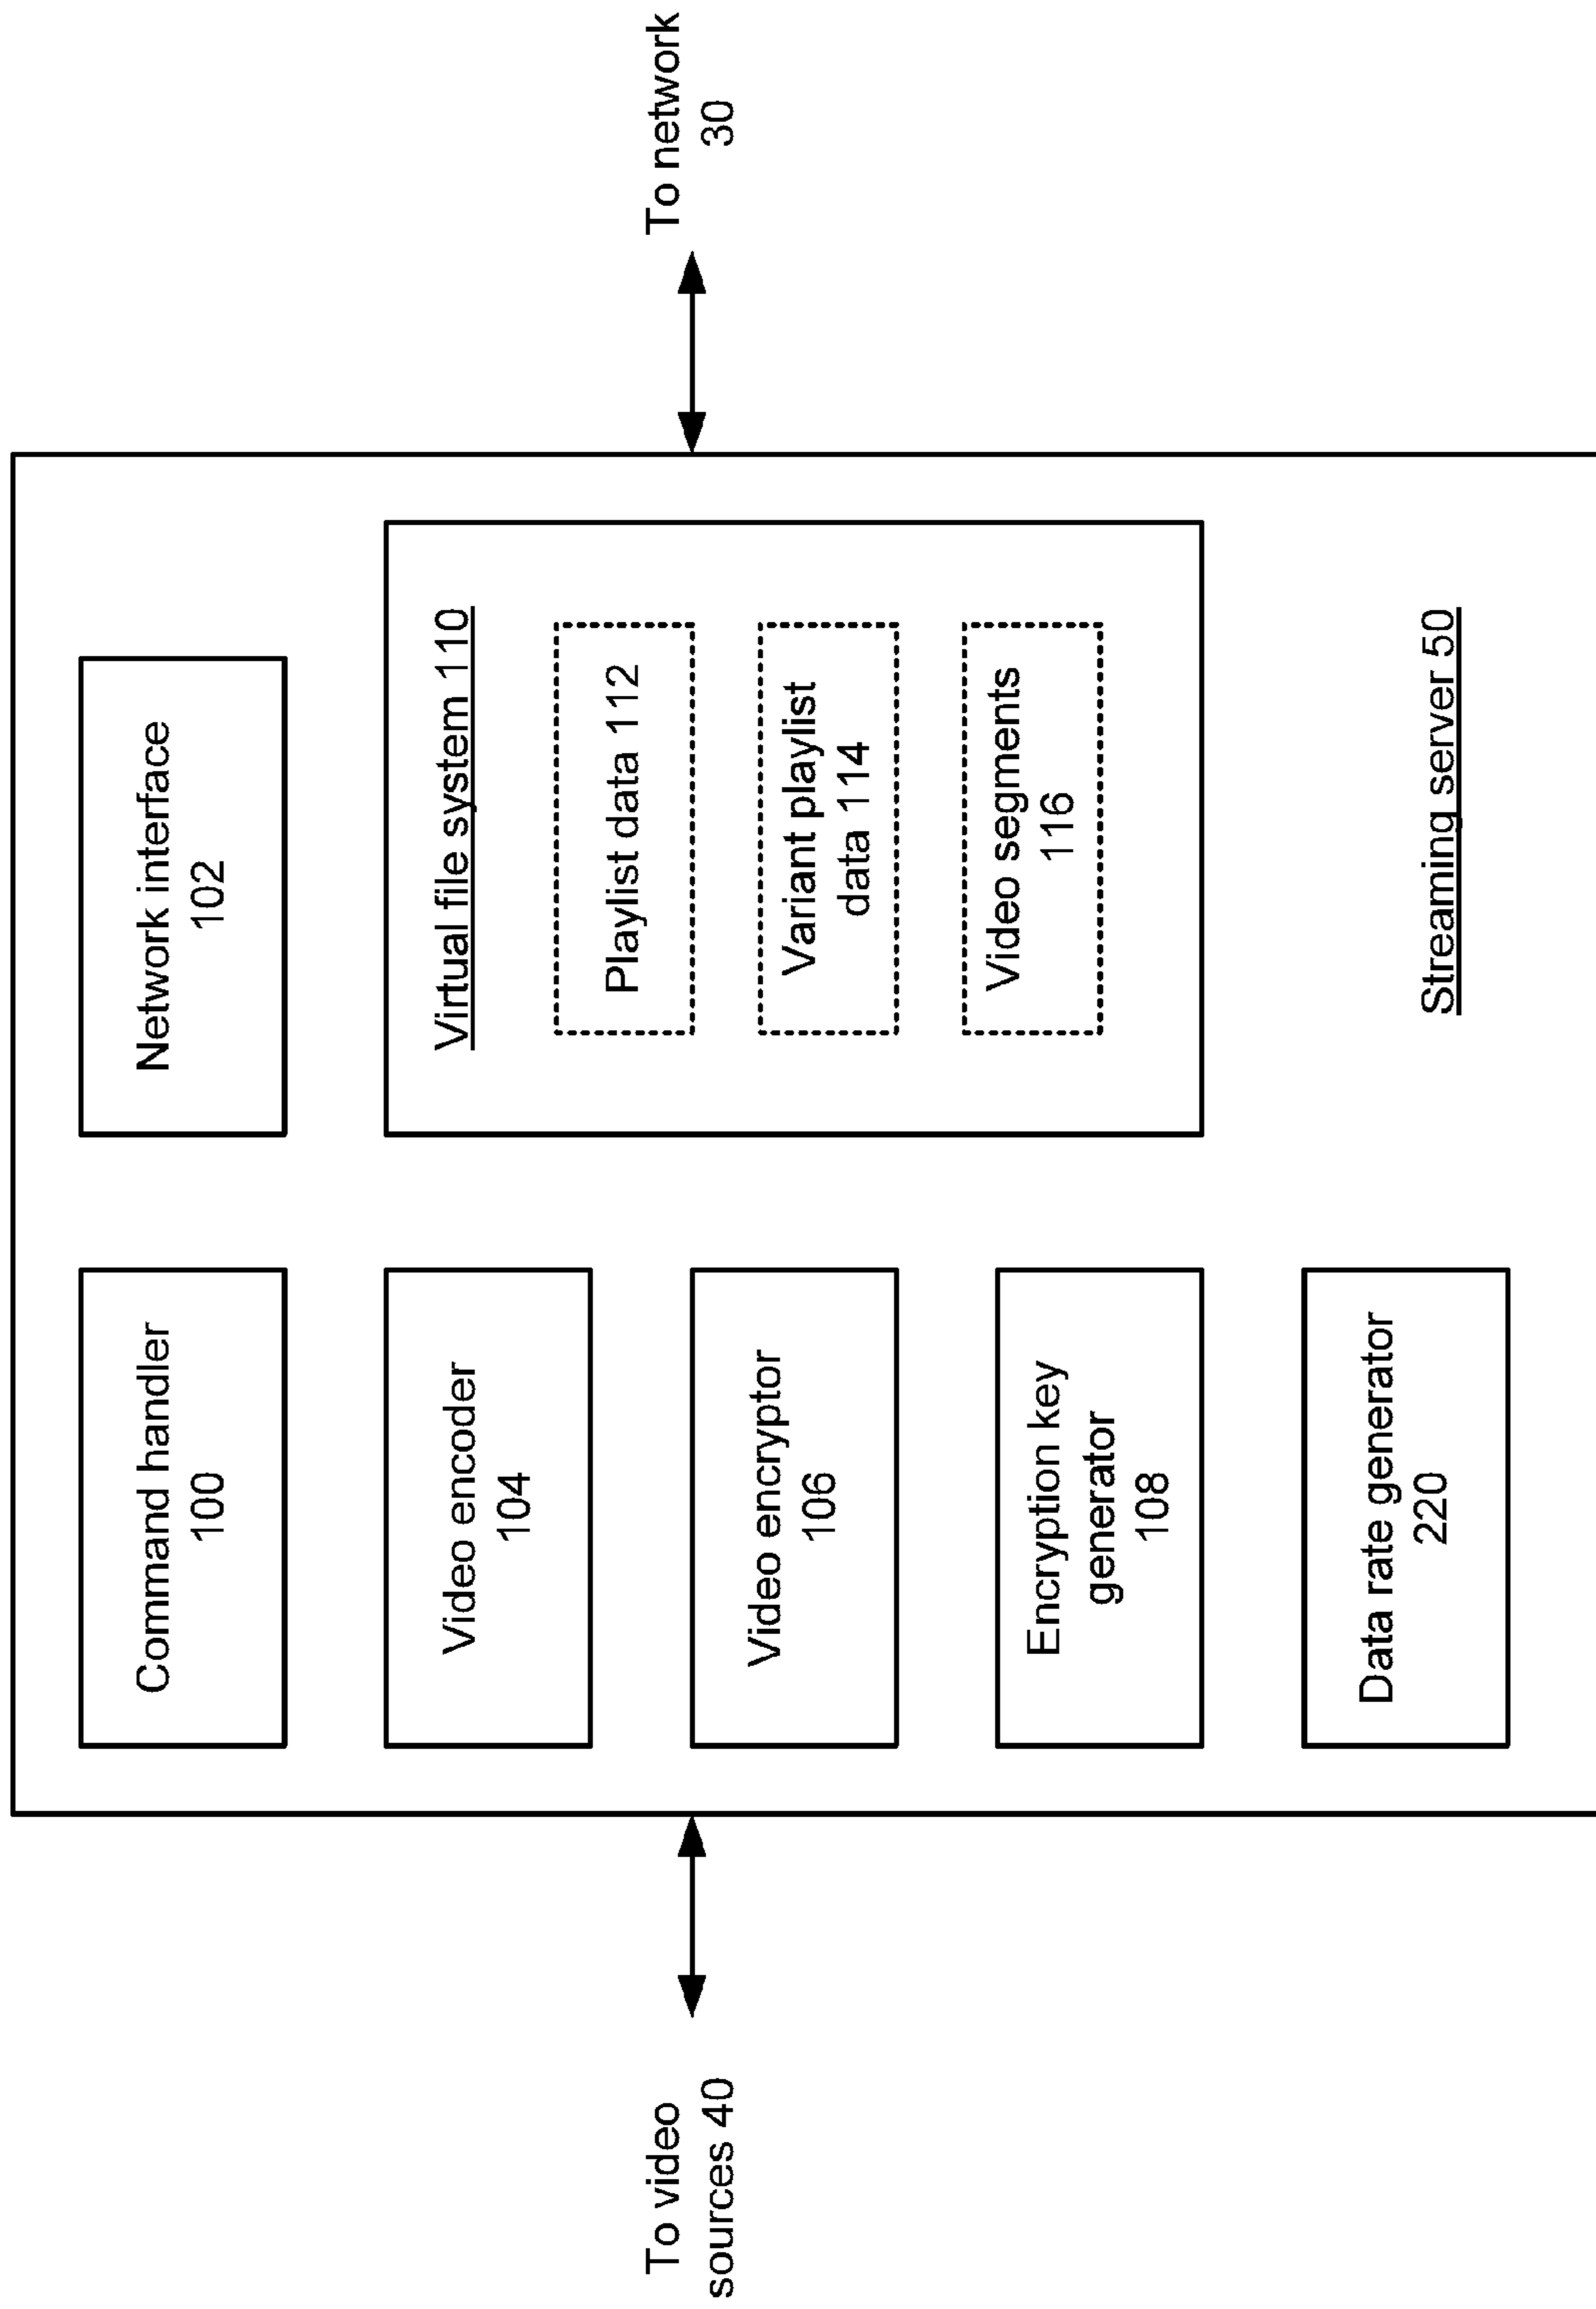 To video
sources 40
Command handler
100
Network interface
102
Video encoder
104
Video encryptor
106
Encryption key
generator
108
Data rate generator
220
Virtual file system 110
Playlist data 112
Variant playlist
data 114
Video segments
116
Streaming server 50
To network
30